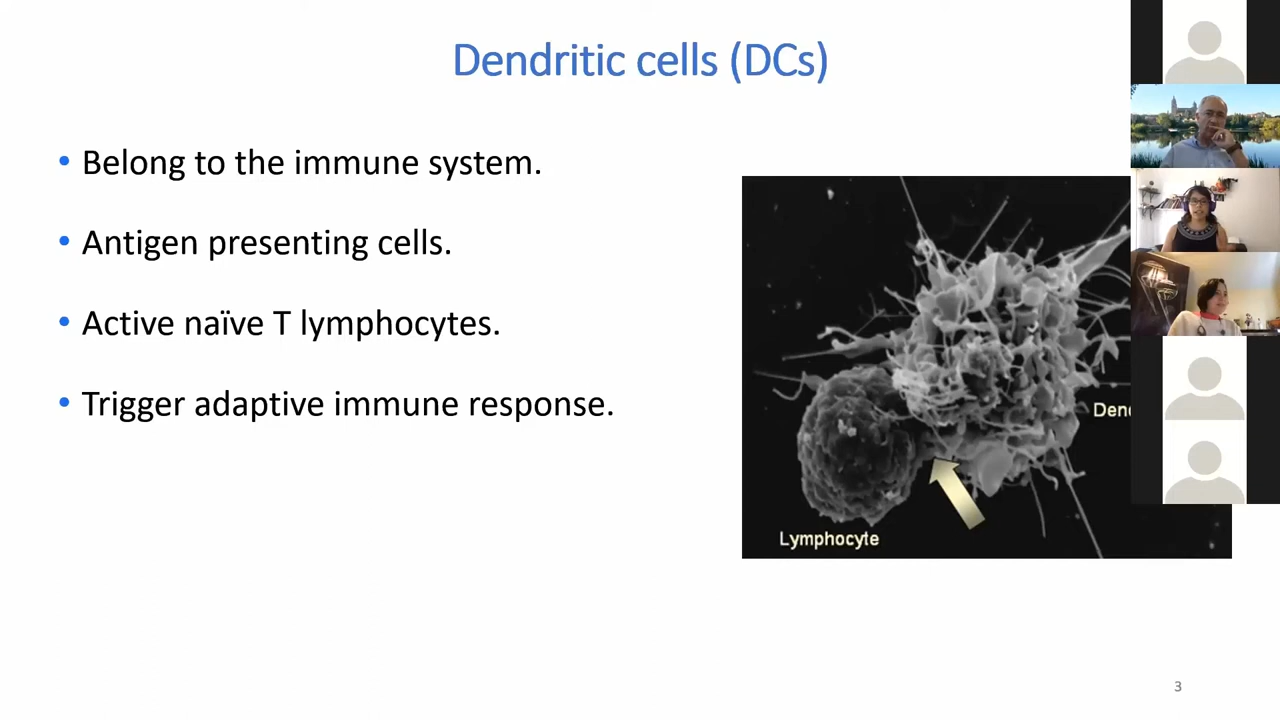 Dendritic cells (DCs)
• Belong to the immune system.
• Antigen presenting cells.
• Active naïve T lymphocytes.
• Trigger adaptive immune response.
Lymphocyte
3